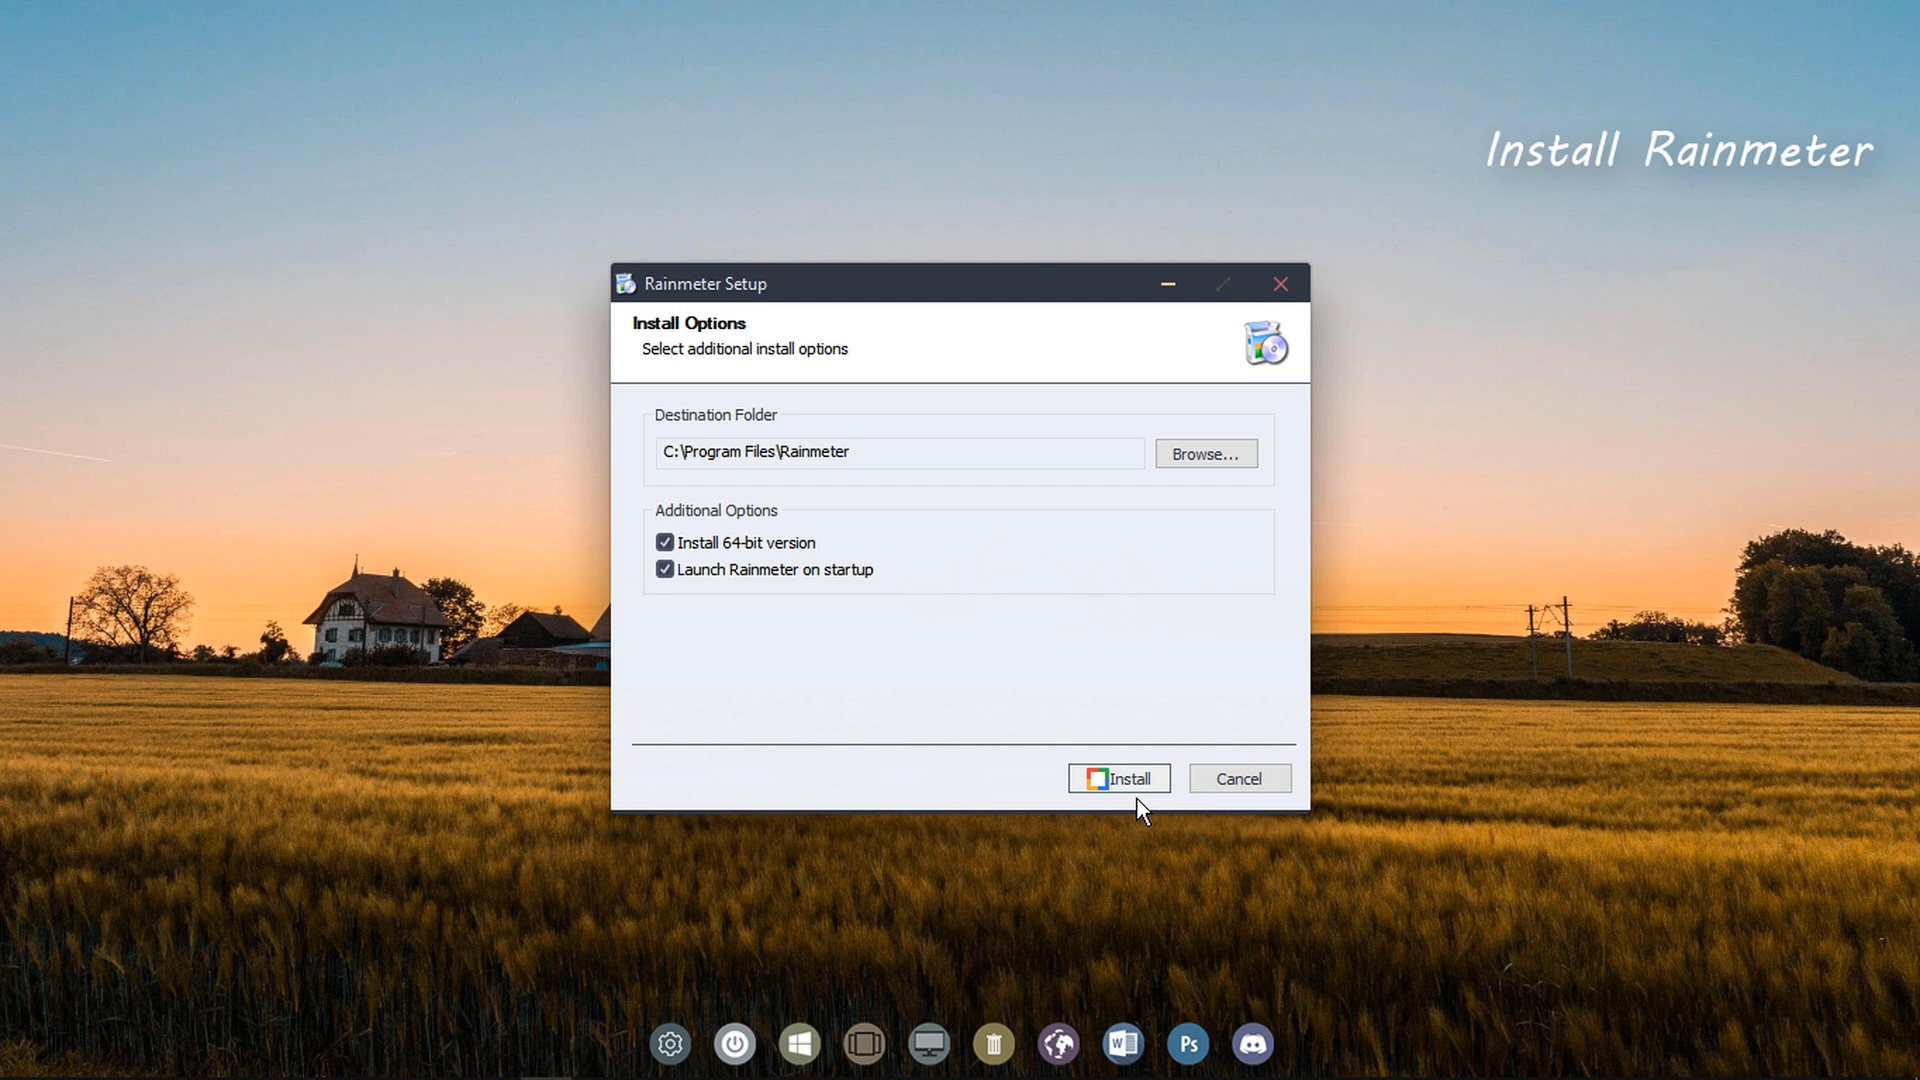 Install Rainmeter
Rainmeter Setup
Install Options
Select additional install options
Destination Folder
C:\Program Files\Rainmeter
Browse...
Additional Options
Install 64-bit version
Launch Rainmeter on startup
Install
Cancel
W
Ps